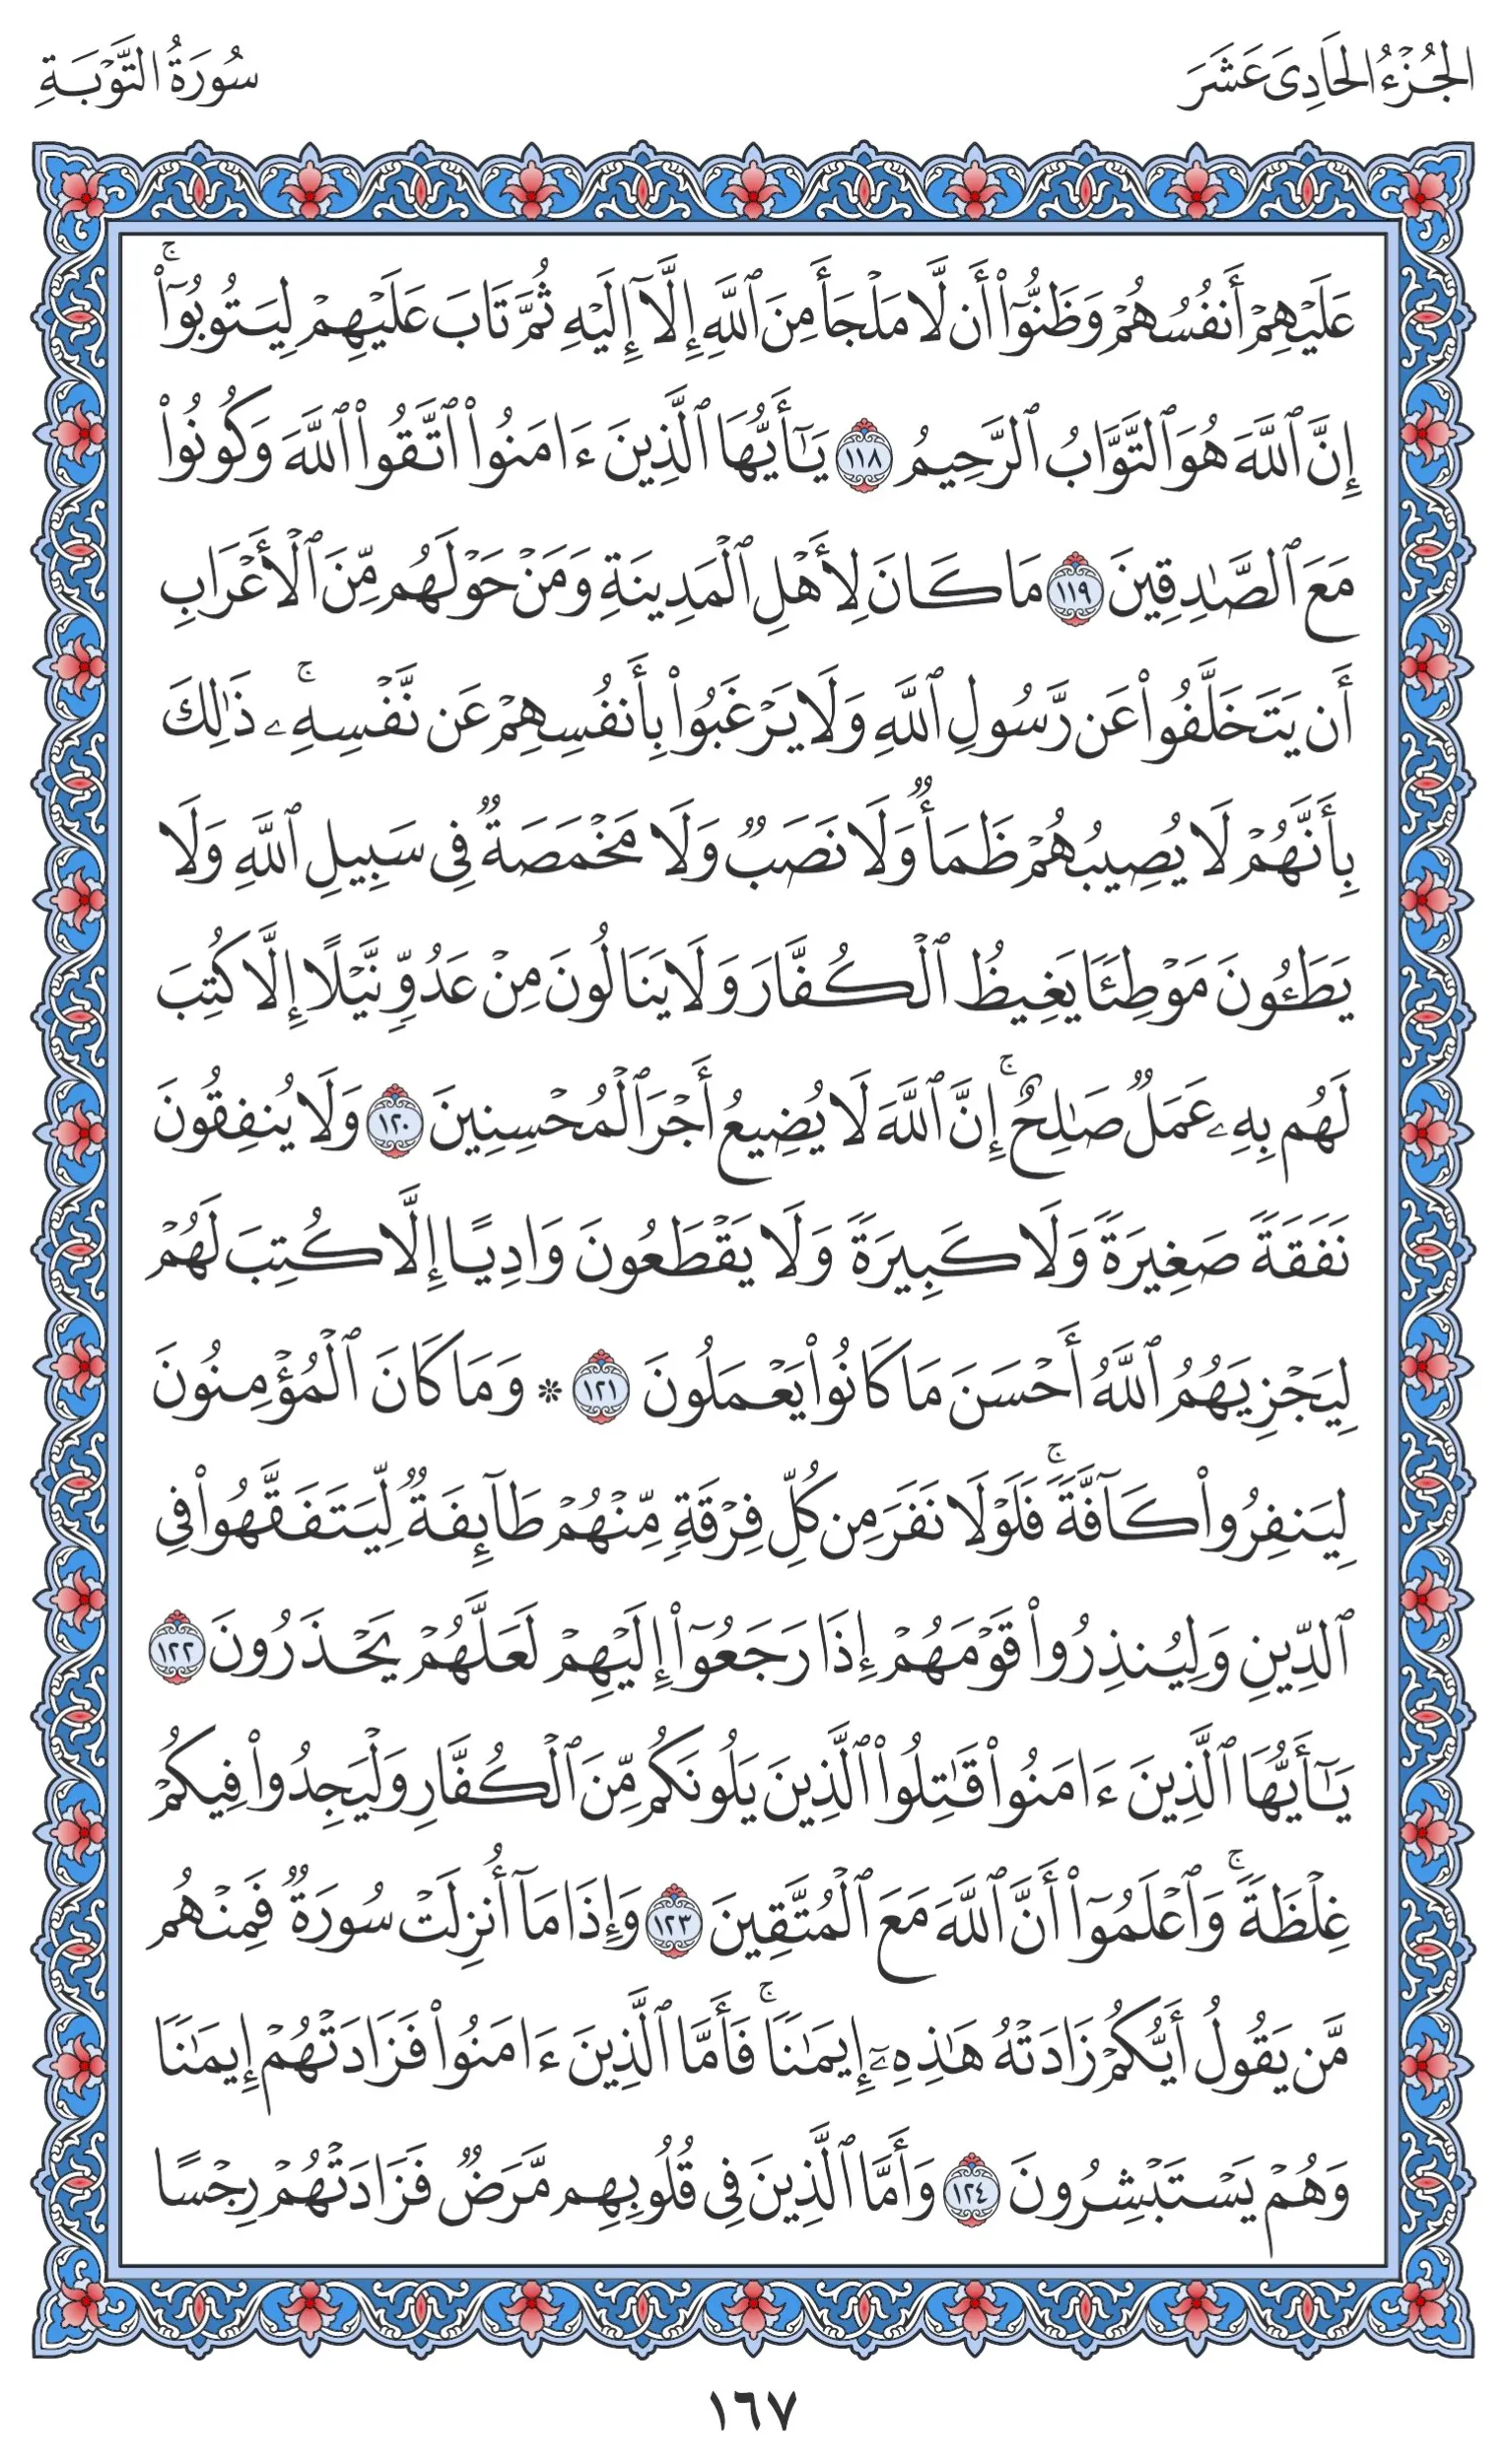 الجُزْءُ الحَادِىَ عَشَرَ
سُورَةُ التَّوْبَةِ
عَلَيْهِمْ أَنفُسُهُمْ وَظَنُّوٓا۟ أَن لَّا مَلْجَأَ مِنَ ٱللَّهِ إِلَّآ إِلَيْهِ ثُمَّ تَابَ عَلَيْهِمْ لِيَتُوبُوٓا۟ ۚ
إِنَّ ٱللَّهَ هُوَ ٱلتَّوَّابُ ٱلرَّحِيمُ ١١٨ يَـٰٓأَيُّهَا ٱلَّذِينَ ءَامَنُوا۟ ٱتَّقُوا۟ ٱللَّهَ وَكُونُوا۟
مَعَ ٱلصَّـٰدِقِينَ ١١٩ مَا كَانَ لِأَهْلِ ٱلْمَدِينَةِ وَمَنْ حَوْلَهُم مِّنَ ٱلْأَعْرَابِ
أَن يَتَخَلَّفُوا۟ عَن رَّسُولِ ٱللَّهِ وَلَا يَرْغَبُوا۟ بِأَنفُسِهِمْ عَن نَّفْسِهِۦ ۚ ذَٰلِكَ
بِأَنَّهُمْ لَا يُصِيبُهُمْ ظَمَأٌ وَلَا نَصَبٌ وَلَا مَخْمَصَةٌ فِى سَبِيلِ ٱللَّهِ وَلَا
يَطَـُٔونَ مَوْطِئًا يَغِيظُ ٱلْكُفَّارَ وَلَا يَنَالُونَ مِنْ عَدُوٍّ نَّيْلًا إِلَّا كُتِبَ
لَهُم بِهِۦ عَمَلٌ صَـٰلِحٌ ۚ إِنَّ ٱللَّهَ لَا يُضِيعُ أَجْرَ ٱلْمُحْسِنِينَ ١٢٠ وَلَا يُنفِقُونَ
نَفَقَةً صَغِيرَةً وَلَا كَبِيرَةً وَلَا يَقْطَعُونَ وَادِيًا إِلَّا كُتِبَ لَهُمْ
لِيَجْزِيَهُمُ ٱللَّهُ أَحْسَنَ مَا كَانُوا۟ يَعْمَلُونَ ١٢١ * وَمَا كَانَ ٱلْمُؤْمِنُونَ
لِيَنفِرُوا۟ كَآفَّةً ۚ فَلَوْلَا نَفَرَ مِن كُلِّ فِرْقَةٍ مِّنْهُمْ طَآئِفَةٌ لِّيَتَفَقَّهُوا۟ فِى
ٱلدِّينِ وَلِيُنذِرُوا۟ قَوْمَهُمْ إِذَا رَجَعُوٓا۟ إِلَيْهِمْ لَعَلَّهُمْ يَحْذَرُونَ ١٢٢
يَـٰٓأَيُّهَا ٱلَّذِينَ ءَامَنُوا۟ قَـٰتِلُوا۟ ٱلَّذِينَ يَلُونَكُم مِّنَ ٱلْكُفَّارِ وَلْيَجِدُوا۟ فِيكُمْ
غِلْظَةً ۚ وَٱعْلَمُوٓا۟ أَنَّ ٱللَّهَ مَعَ ٱلْمُتَّقِينَ ١٢٣ وَإِذَا مَآ أُنزِلَتْ سُورَةٌ فَمِنْهُم
مَّن يَقُولُ أَيُّكُمْ زَادَتْهُ هَـٰذِهِۦٓ إِيمَـٰنًا ۚ فَأَمَّا ٱلَّذِينَ ءَامَنُوا۟ فَزَادَتْهُمْ إِيمَـٰنًا
وَهُمْ يَسْتَبْشِرُونَ ١٢٤ وَأَمَّا ٱلَّذِينَ فِى قُلُوبِهِم مَّرَضٌ فَزَادَتْهُمْ رِجْسًا
١٦٧